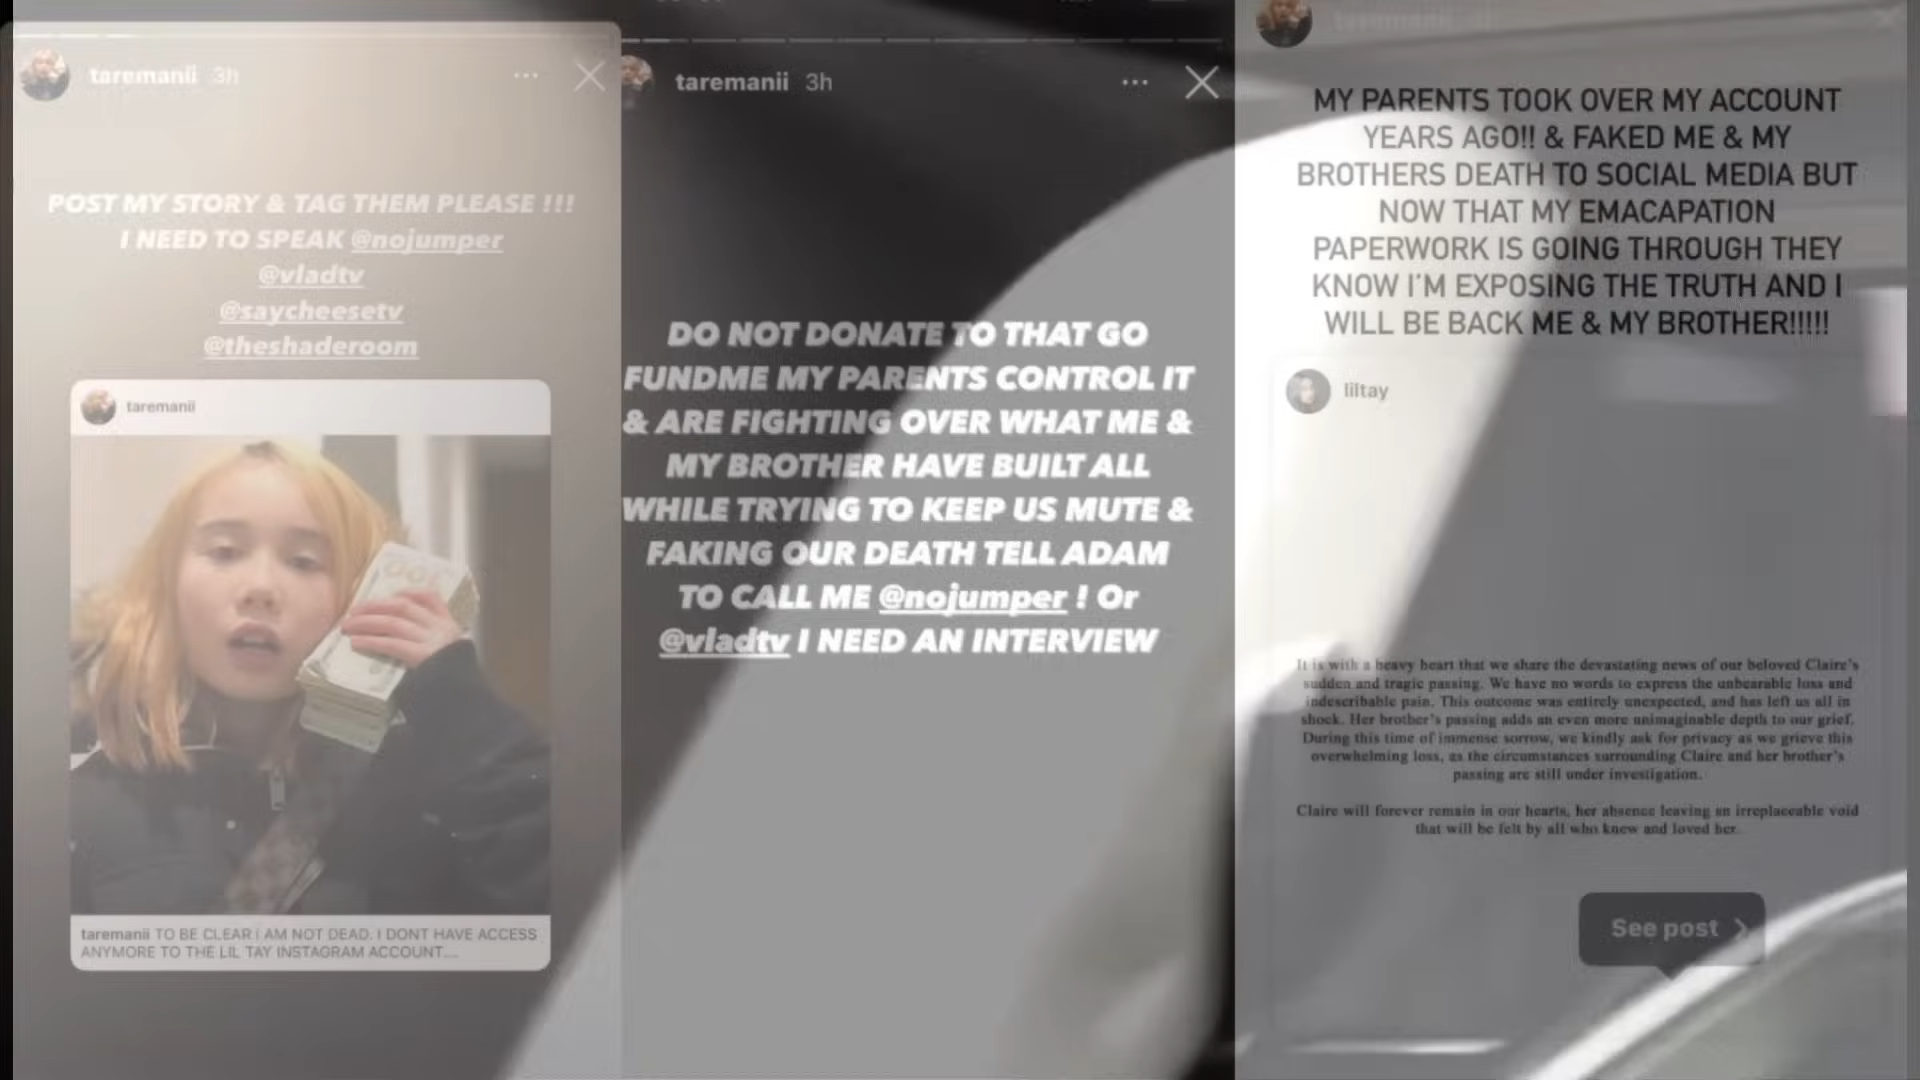 taremanii 3h
POST MY STORY & TAG THEM PLEASE !!!
I NEED TO SPEAK @nojumper
@vladtv
@saycheesetv
@theshaderoom
taremanii
taremanii TO BE CLEAR I AM NOT DEAD. I DONT HAVE ACCESS
ANYMORE TO THE LIL TAY INSTAGRAM ACCOUNT....
taremanii 3h
DO NOT DONATE TO THAT GO
FUNDME MY PARENTS CONTROL IT
& ARE FIGHTING OVER WHAT ME &
MY BROTHER HAVE BUILT ALL
WHILE TRYING TO KEEP US MUTE &
FAKING OUR DEATH TELL ADAM
TO CALL ME @nojumper ! Or
@vladtv I NEED AN INTERVIEW
taremanii
MY PARENTS TOOK OVER MY ACCOUNT
YEARS AGO!! & FAKED ME & MY
BROTHERS DEATH TO SOCIAL MEDIA BUT
NOW THAT MY EMACAPATION
PAPERWORK IS GOING THROUGH THEY
KNOW I'M EXPOSING THE TRUTH AND I
WILL BE BACK ME & MY BROTHER!!!!!
liltay
It is with a heavy heart that we share the devastating news of our beloved Claire's
sudden and tragic passing. We have no words to express the unbearable loss and
indescribable pain. This outcome was entirely unexpected, and has left us all in
shock. Her brother's passing adds an even more unimaginable depth to our grief.
During this time of immense sorrow, we kindly ask for privacy as we grieve this
overwhelming loss, as the circumstances surrounding Claire and her brother's
passing are still under investigation.
Claire will forever remain in our hearts, her absence leaving an irreplaceable void
that will be felt by all who knew and loved her.
See post